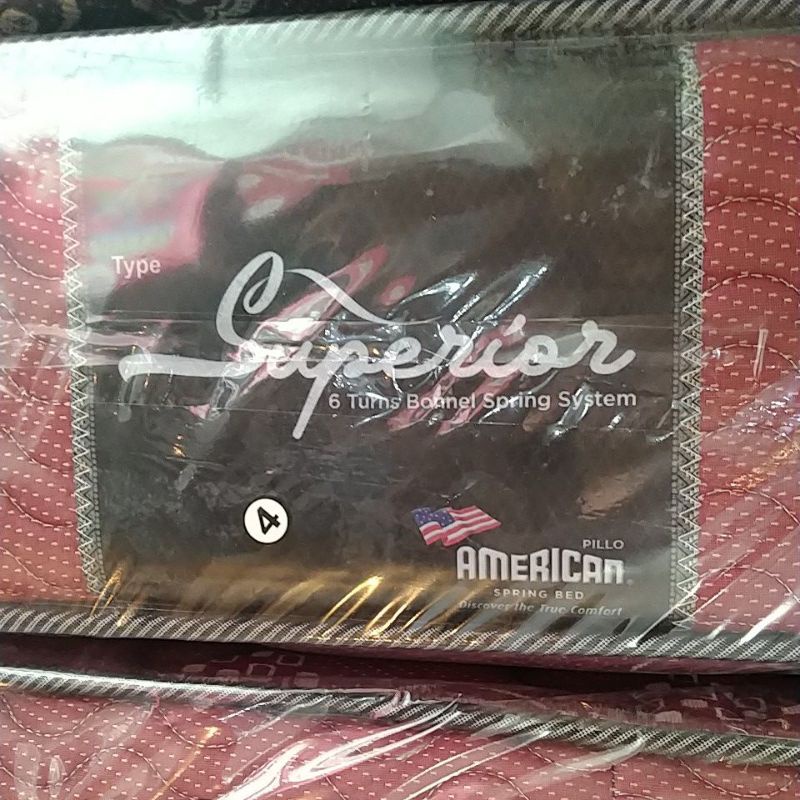 Type
Superior
6 Turns Bonnel Spring System
4
PILLO
AMERICAN®
SPRING BED
Discover the True Comfort